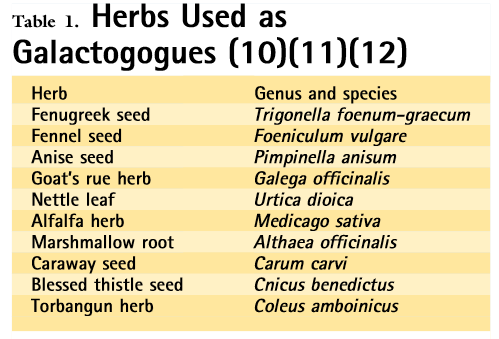 Table 1. Herbs Used as
Galactogogues (10)(11)(12)
Herb Genus and species
Fenugreek seed Trigonella foenum-graecum
Fennel seed Foeniculum vulgare
Anise seed Pimpinella anisum
Goat's rue herb Galega officinalis
Nettle leaf Urtica dioica
Alfalfa herb Medicago sativa
Marshmallow root Althaea officinalis
Caraway seed Carum carvi
Blessed thistle seed Cnicus benedictus
Torbangun herb Coleus amboinicus